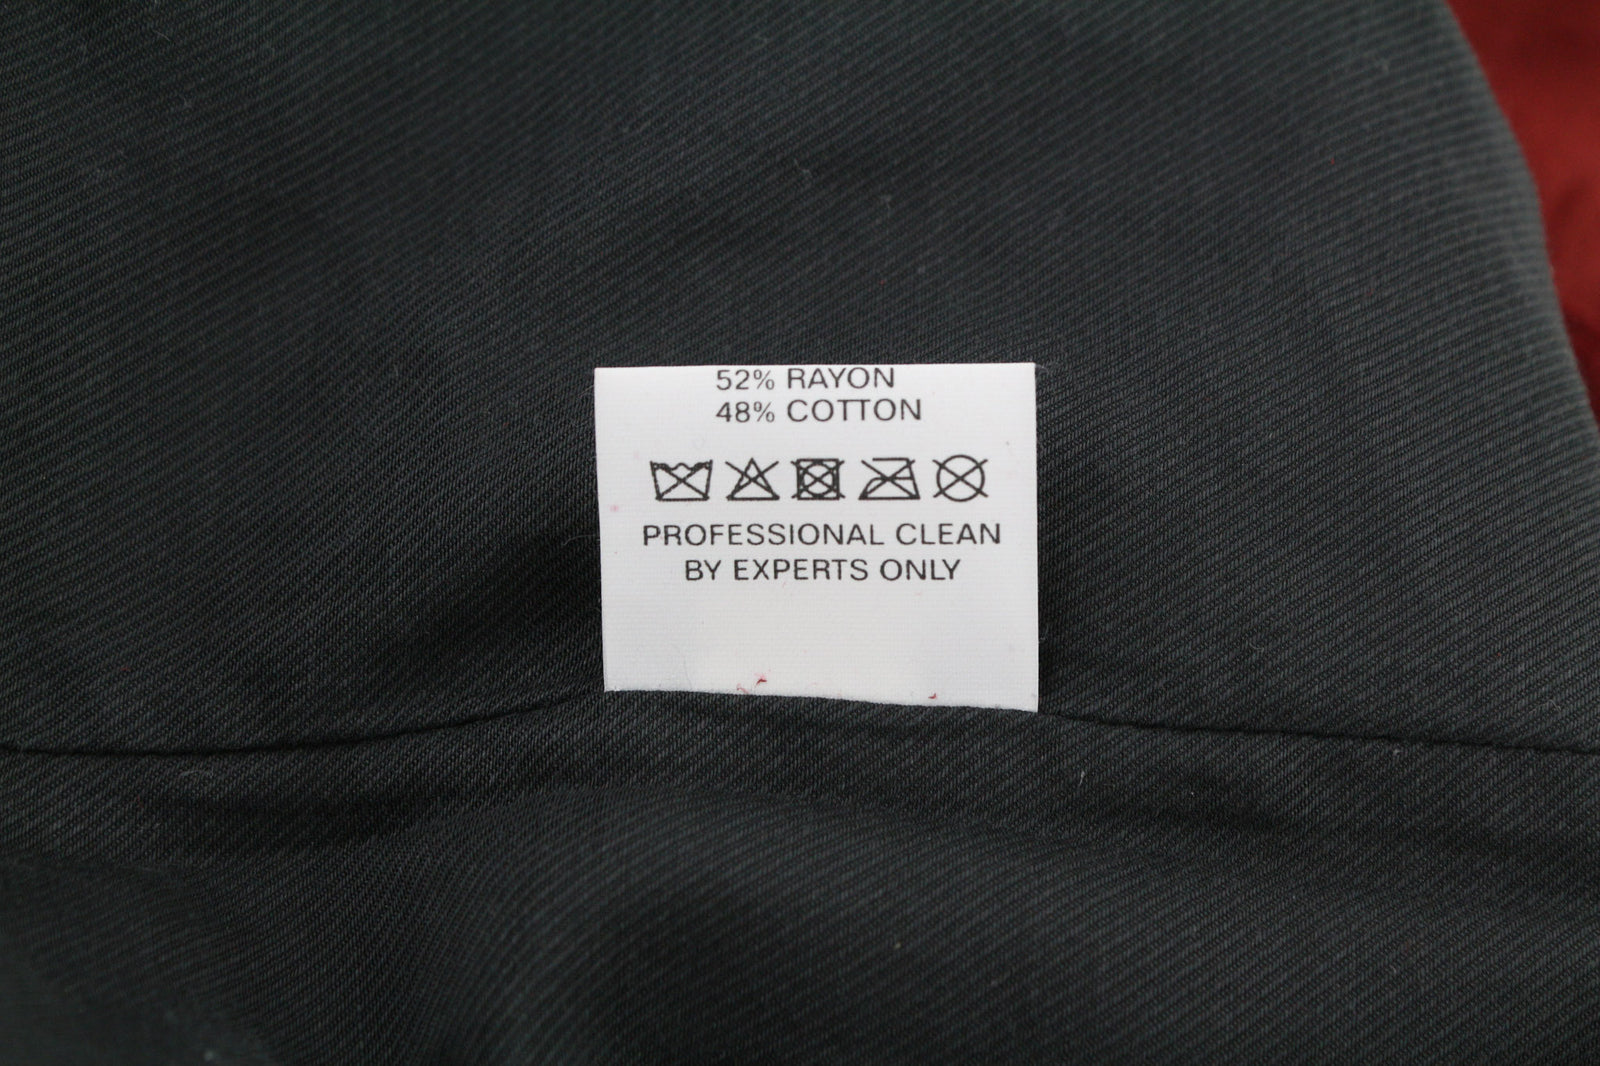 52% RAYON
48% COTTON
PROFESSIONAL CLEAN
BY EXPERTS ONLY